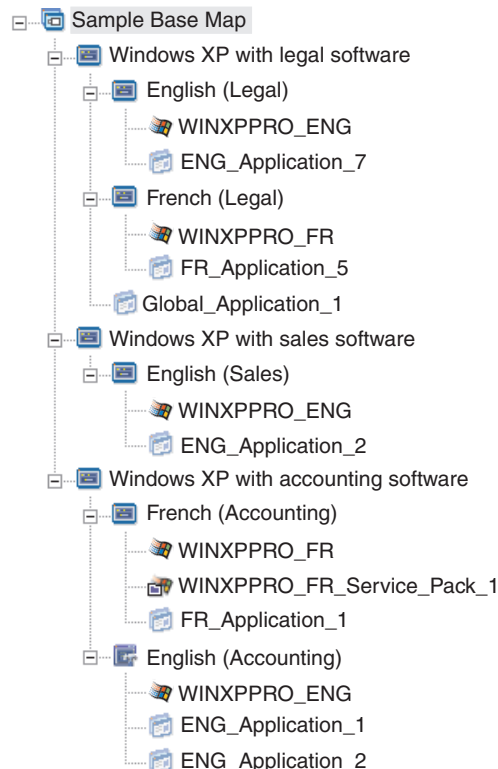 Sample Base Map
Windows XP with legal software
English (Legal)
WINXPPRO_ENG
ENG_Application_7
French (Legal)
WINXPPRO_FR
FR_Application_5
Global_Application_1
Windows XP with sales software
English (Sales)
WINXPPRO_ENG
ENG_Application_2
Windows XP with accounting software
French (Accounting)
WINXPPRO_FR
WINXPPRO_FR_Service_Pack_1
FR_Application_1
English (Accounting)
WINXPPRO_ENG
ENG_Application_1
ENG_Application_2